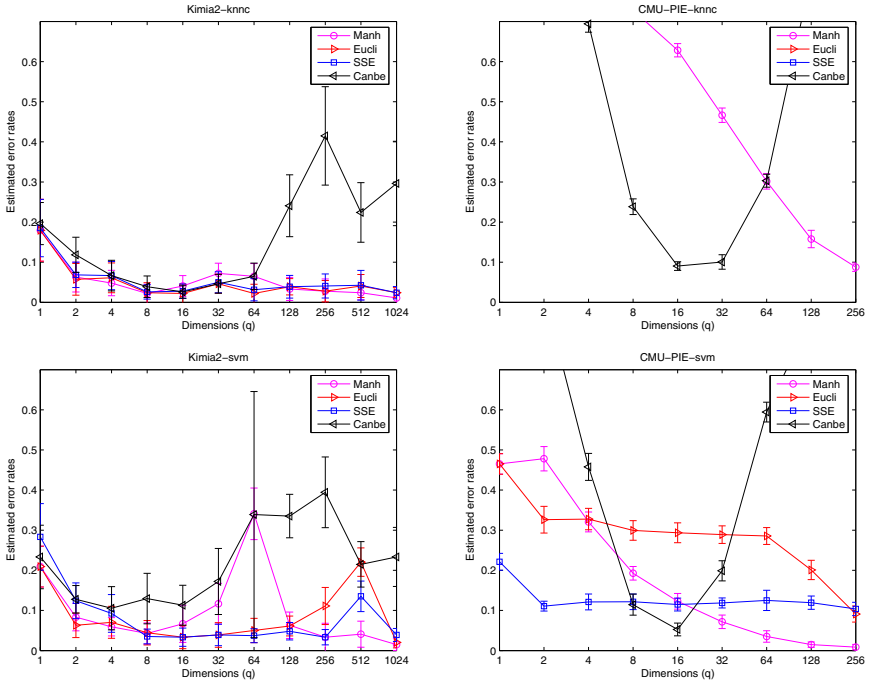 Kimia2−knnc
Estimated error rates
0.6
0.5
0.4
0.3
0.2
0.1
0
1 2 4 8 16 32 64 128 256 512 1024
Dimensions (q)
Manh
Eucli
SSE
Canbe
CMU−PIE−knnc
Estimated error rates
0.6
0.5
0.4
0.3
0.2
0.1
0
1 2 4 8 16 32 64 128 256
Dimensions (q)
Manh
Eucli
SSE
Canbe
Kimia2−svm
Estimated error rates
0.6
0.5
0.4
0.3
0.2
0.1
0
1 2 4 8 16 32 64 128 256 512 1024
Dimensions (q)
Manh
Eucli
SSE
Canbe
CMU−PIE−svm
Estimated error rates
0.6
0.5
0.4
0.3
0.2
0.1
0
1 2 4 8 16 32 64 128 256
Dimensions (q)
Manh
Eucli
SSE
Canbe